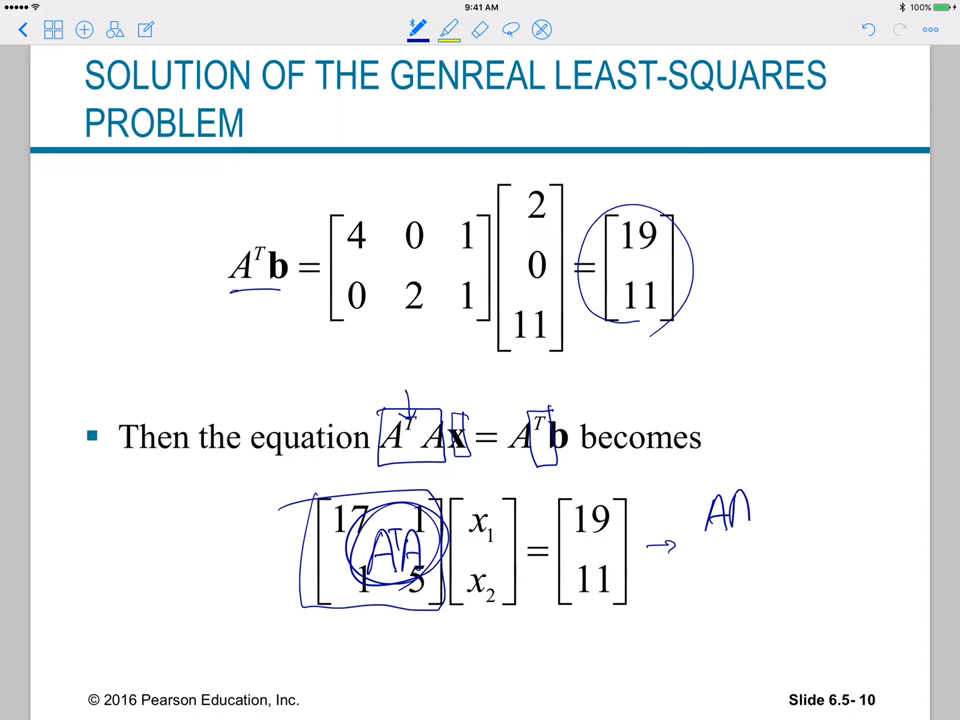 9:41 AM
100%
SOLUTION OF THE GENREAL LEAST-SQUARES
PROBLEM
A^T b = [4 0 1; 0 2 1] [2; 0; 11] = [19; 11]
▪ Then the equation A^T Ax = A^T b becomes
[17 1; 1 5] [x₁; x₂] = [19; 11] →
A^T A
© 2016 Pearson Education, Inc.
Slide 6.5- 10